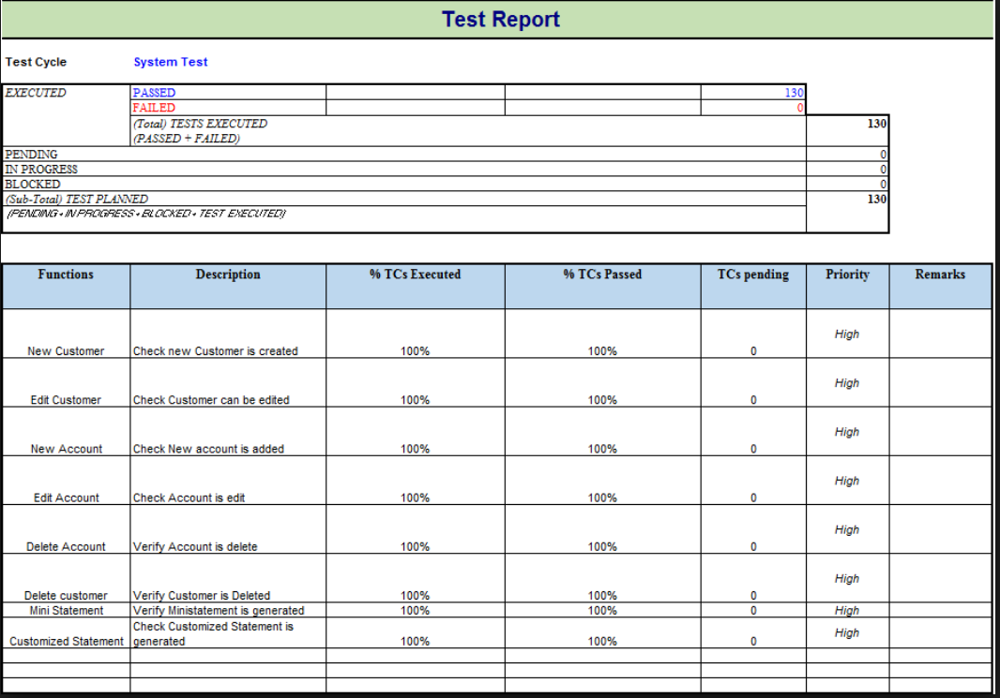 Test Report
Test Cycle System Test
EXECUTED PASSED 130
FAILED 0
(Total) TESTS EXECUTED 130
(PASSED + FAILED)
PENDING 0
IN PROGRESS 0
BLOCKED 0
(Sub-Total) TEST PLANNED 130
(PENDING + IN PROGRESS + BLOCKED + TEST EXECUTED)
Functions Description % TCs Executed % TCs Passed TCs pending Priority Remarks
New Customer Check new Customer is created 100% 100% 0 High
Edit Customer Check Customer can be edited 100% 100% 0 High
New Account Check New account is added 100% 100% 0 High
Edit Account Check Account is edit 100% 100% 0 High
Delete Account Verify Account is delete 100% 100% 0 High
Delete customer Verify Customer is Deleted 100% 100% 0 High
Mini Statement Verify Ministatement is generated 100% 100% 0 High
Check Customized Statement is
Customized Statement generated 100% 100% 0 High